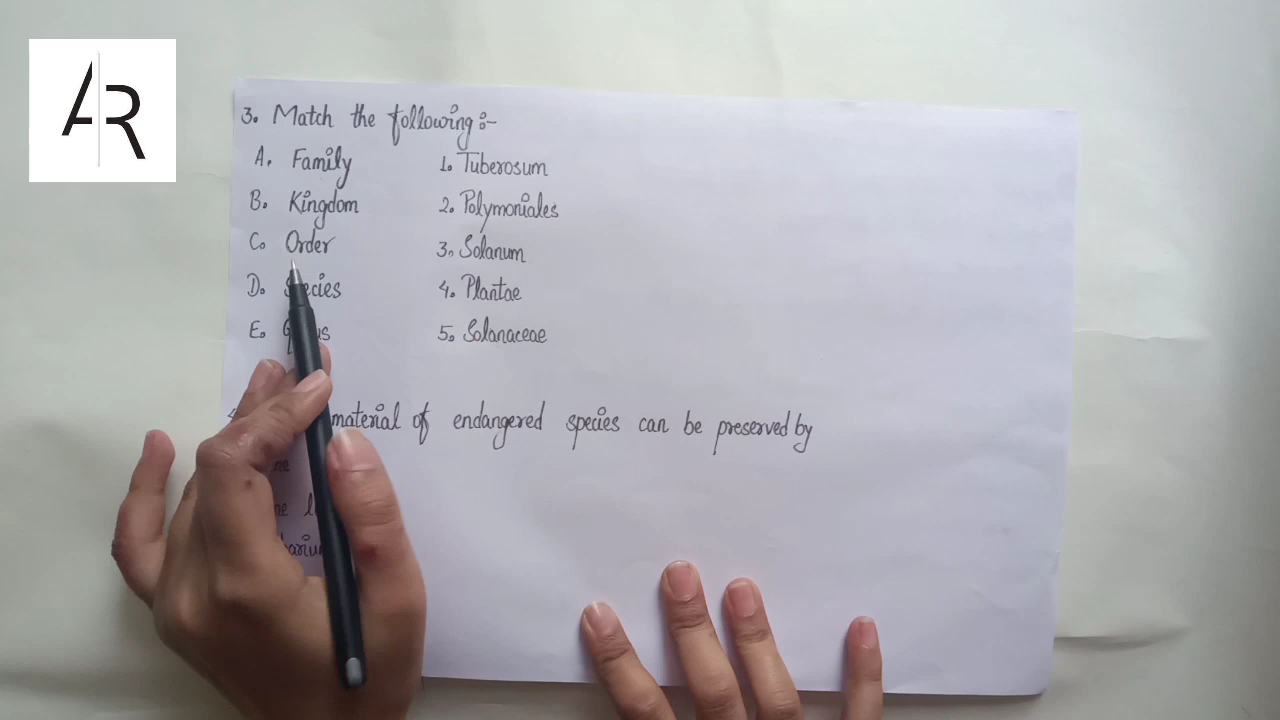 AR
3. Match the following :-
A. Family 1. Tuberosum
B. Kingdom 2. Polymoniales
C. Order 3. Solanum
D. Species 4. Plantae
E. 5. Solanaceae
material of endangered species can be preserved by